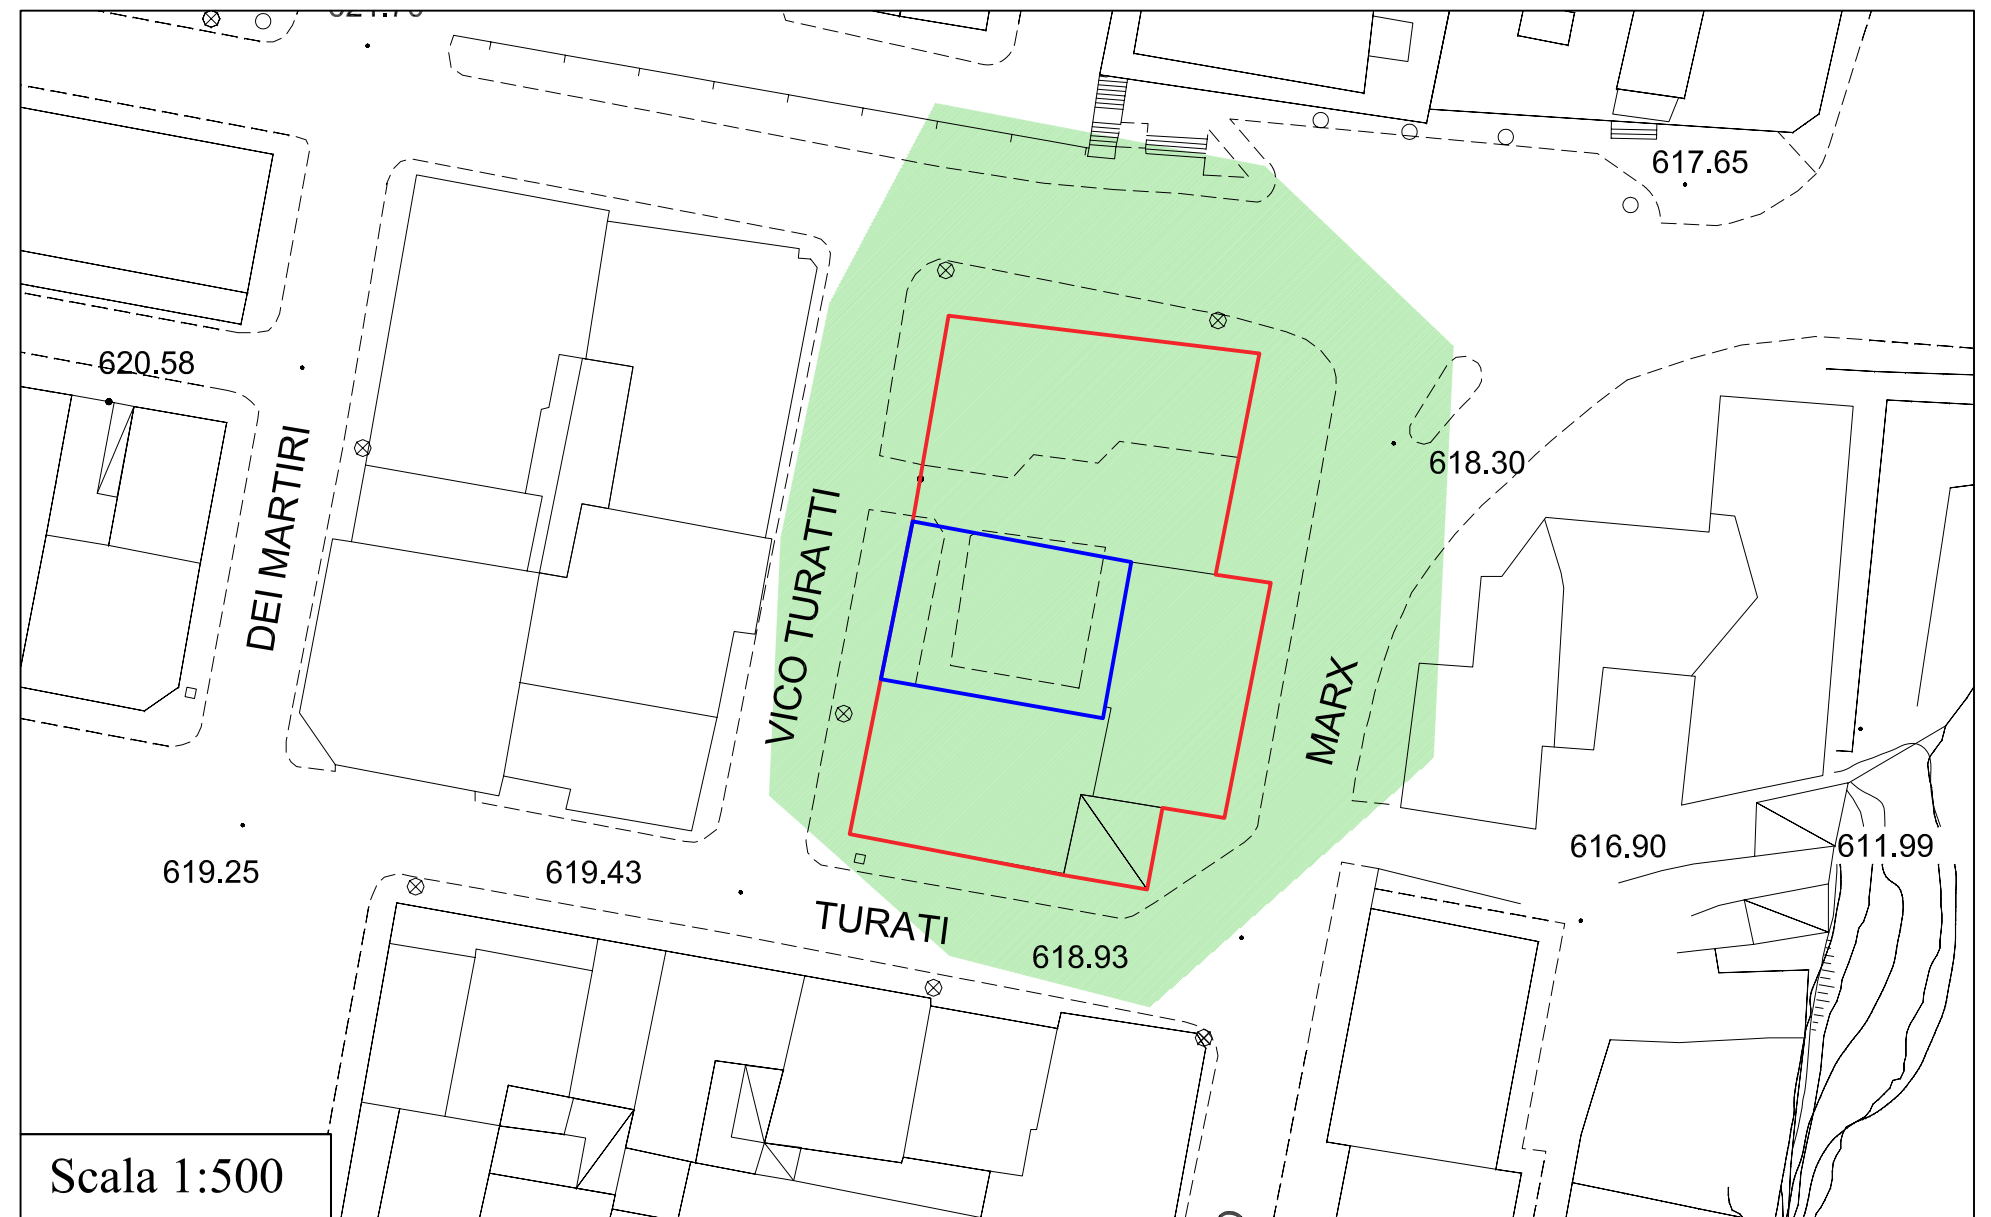 617.65
620.58
618.30
DEI MARTIRI
VICO TURATTI
MARX
619.25
619.43
616.90
611.99
TURATI
618.93
Scala 1:500